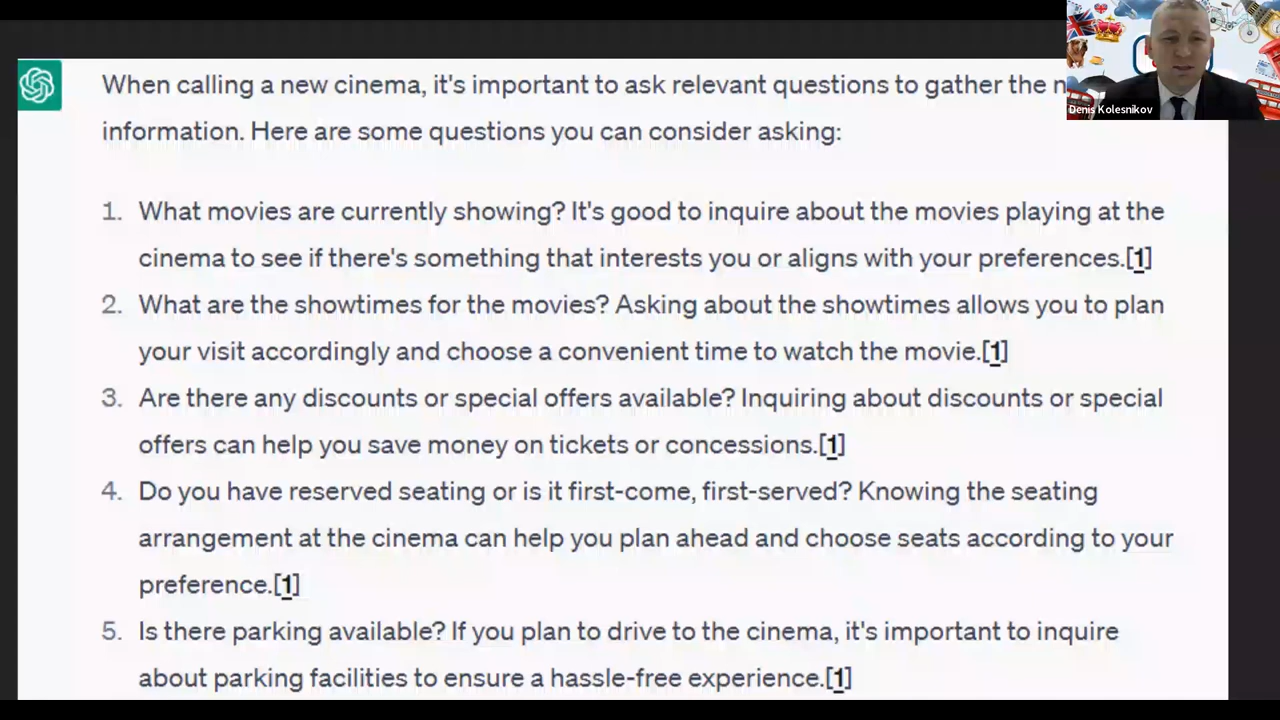 When calling a new cinema, it's important to ask relevant questions to gather the
information. Here are some questions you can consider asking:
1. What movies are currently showing? It's good to inquire about the movies playing at the
cinema to see if there's something that interests you or aligns with your preferences.[1]
2. What are the showtimes for the movies? Asking about the showtimes allows you to plan
your visit accordingly and choose a convenient time to watch the movie.[1]
3. Are there any discounts or special offers available? Inquiring about discounts or special
offers can help you save money on tickets or concessions.[1]
4. Do you have reserved seating or is it first-come, first-served? Knowing the seating
arrangement at the cinema can help you plan ahead and choose seats according to your
preference.[1]
5. Is there parking available? If you plan to drive to the cinema, it's important to inquire
about parking facilities to ensure a hassle-free experience.[1]
Denis Kolesnikov